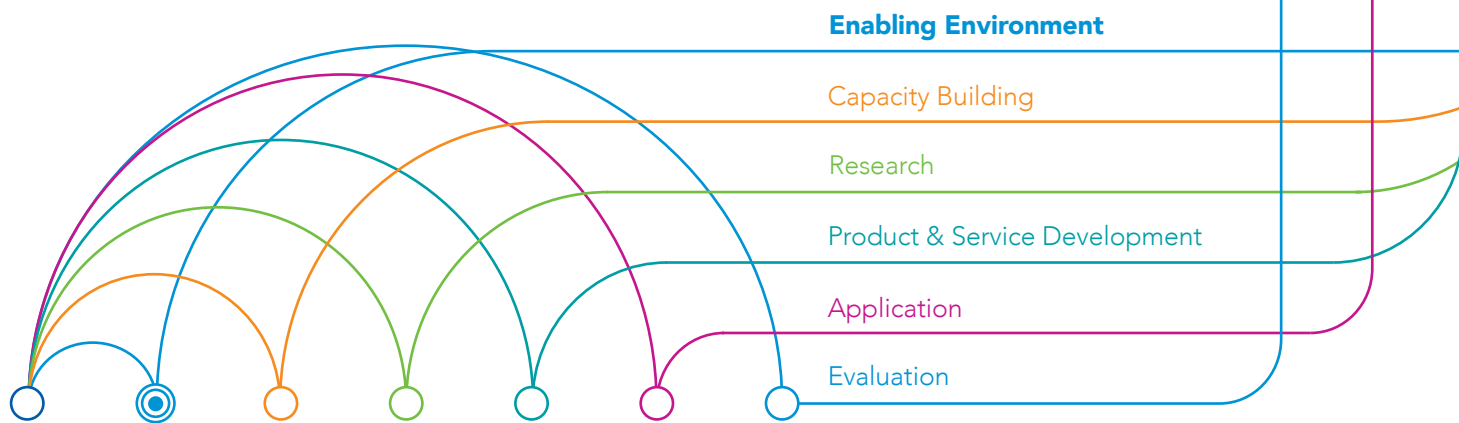 Enabling Environment
Capacity Building
Research
Product & Service Development
Application
Evaluation